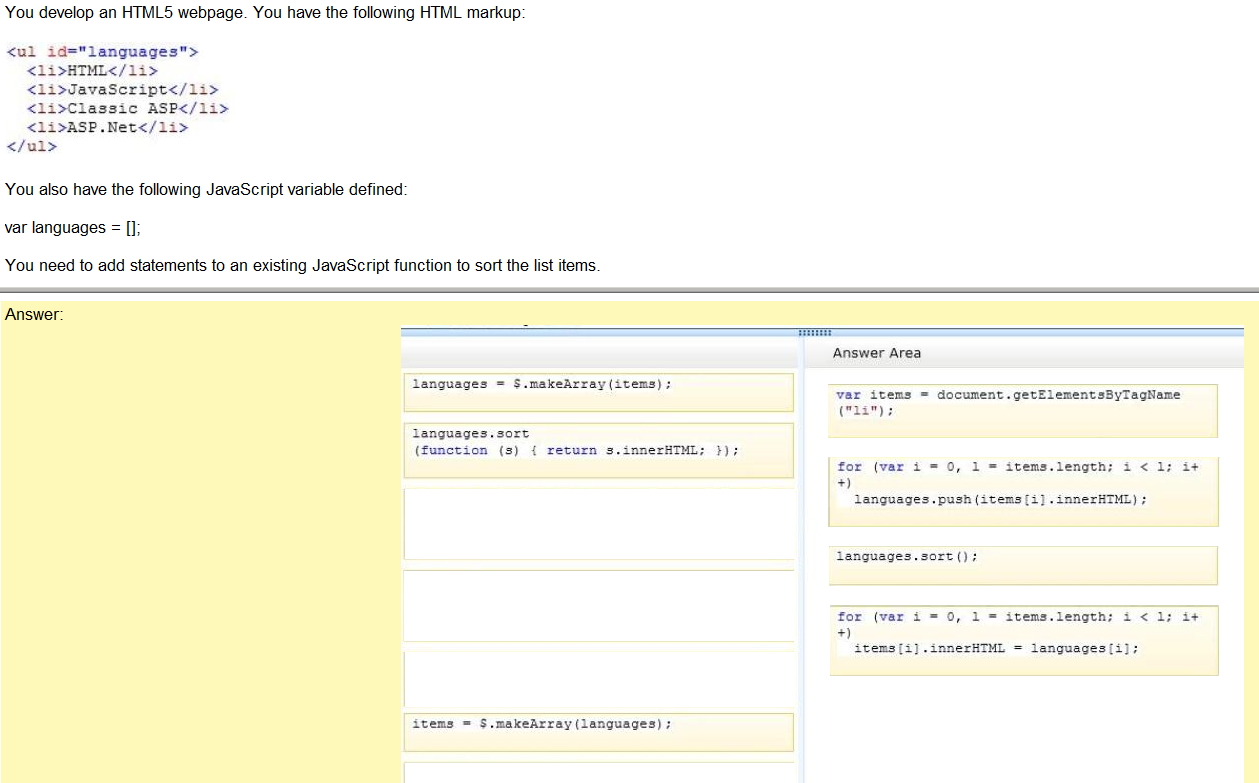 You develop an HTML5 webpage. You have the following HTML markup:
<ul id="languages">
<li>HTML</li>
<li>JavaScript</li>
<li>Classic ASP</li>
<li>ASP.Net</li>
</ul>
You also have the following JavaScript variable defined:
var languages = [];
You need to add statements to an existing JavaScript function to sort the list items.
Answer:
languages = $.makeArray(items);
languages.sort
(function (s) { return s.innerHTML; });
items = $.makeArray(languages);
Answer Area
var items = document.getElementsByTagName
("li");
for (var i = 0, l = items.length; i < l; i+
+)
languages.push(items[i].innerHTML);
languages.sort();
for (var i = 0, l = items.length; i < l; i+
+)
items[i].innerHTML = languages[i];